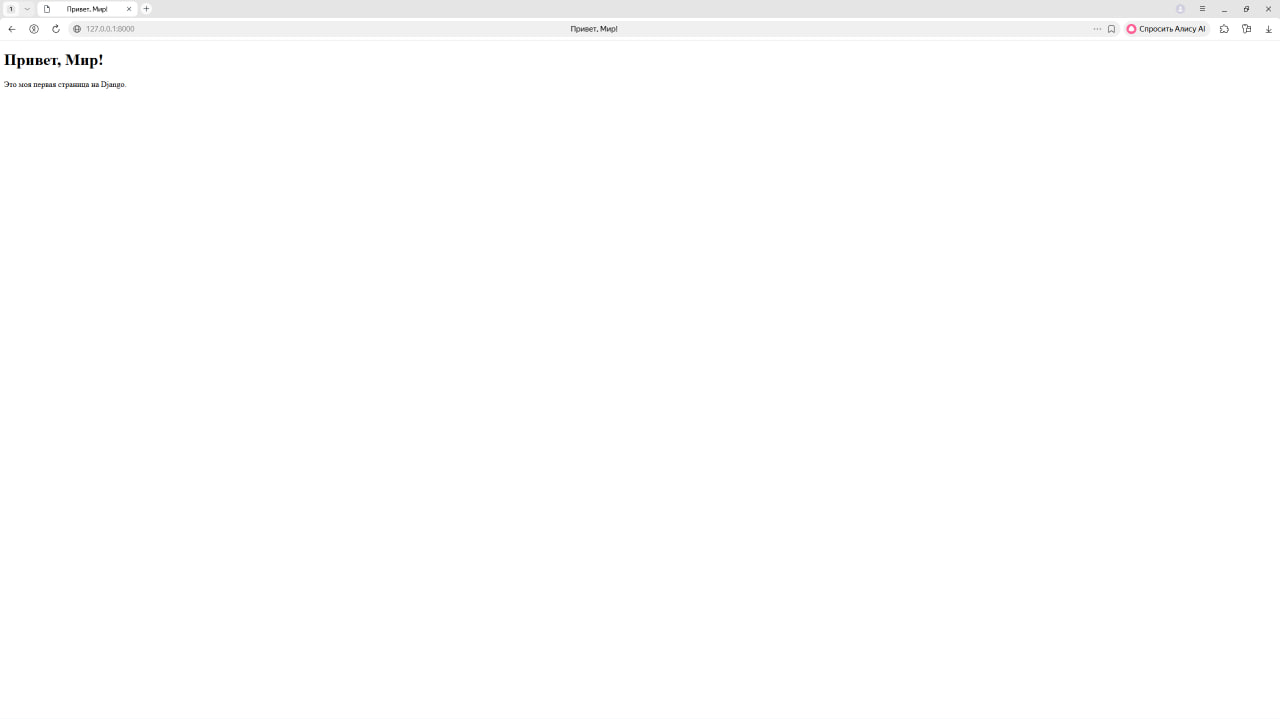 1
Привет, Мир!
127.0.0.1:8000
Привет, Мир!
Спросить Алису AI
Привет, Мир!
Это моя первая страница на Django.